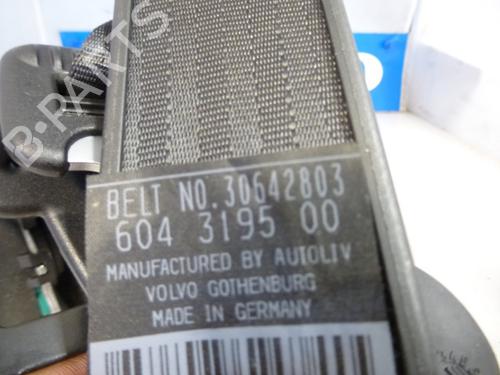 B-PARTS
BELT NO.30642803
604 3195 00
MANUFACTURED BY AUTOLIV
VOLVO GOTHENBURG
MADE IN GERMANY